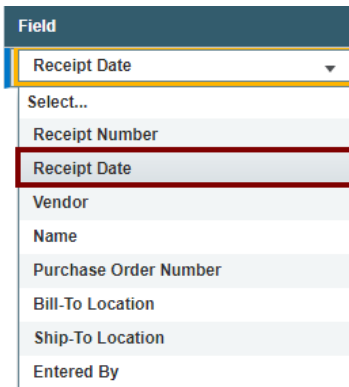 Field
Receipt Date
Select...
Receipt Number
Receipt Date
Vendor
Name
Purchase Order Number
Bill-To Location
Ship-To Location
Entered By